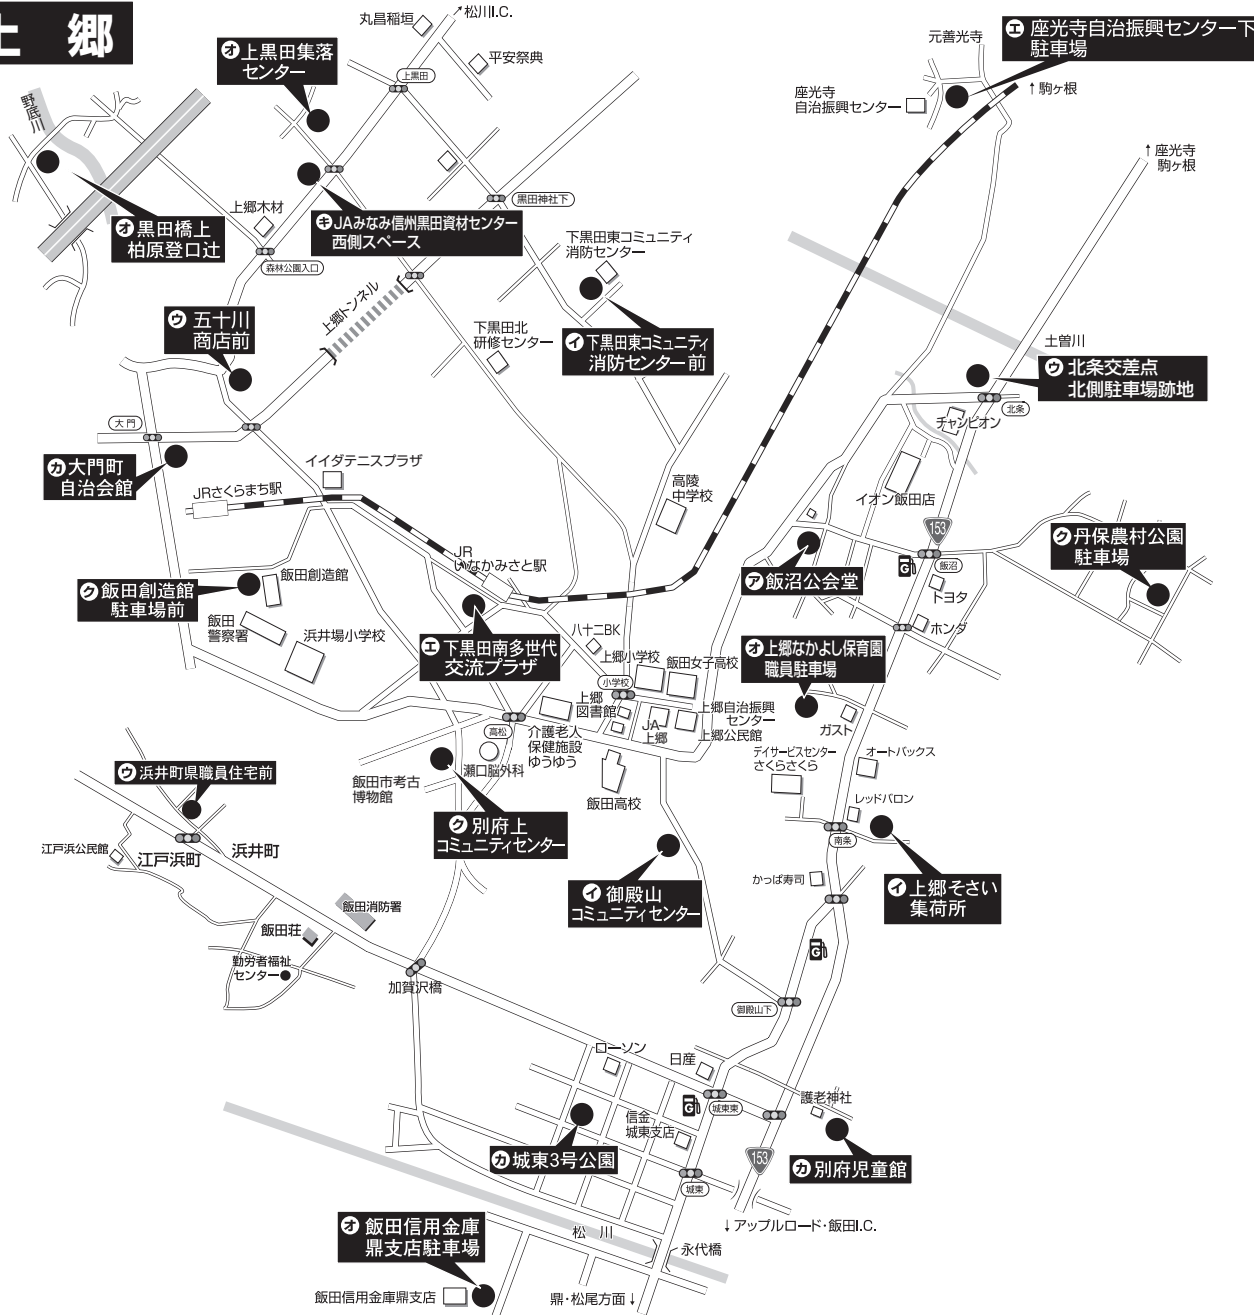 上 郷
丸昌稲垣
↗松川I.C.
平安祭典
上黒田
オ 上黒田集落
センター
野底川
オ 黒田橋上
柏原登口辻
上郷木材
森林公園入口
キ JAみなみ信州黒田資材センター
西側スペース
黒田神社下
下黒田東コミュニティ
消防センター
イ 下黒田東コミュニティ
消防センター前
元善光寺
エ 座光寺自治振興センター下
駐車場
座光寺
自治振興センター
↑駒ヶ根
↑座光寺
駒ヶ根
土曽川
ウ 北条交差点
北側駐車場跡地
北条
チャンピオン
イオン飯田店
ウ 五十川
商店前
上郷トンネル
下黒田北
研修センター
大門
カ 大門町
自治会館
イイダテニスプラザ
JRさくらまち駅
高陵
中学校
JR
いなかみさと駅
153
飯沼
ク 丹保農村公園
駐車場
ア 飯沼公会堂
トヨタ
ホンダ
ク 飯田創造館
駐車場前
飯田創造館
飯田
警察署
浜井場小学校
エ 下黒田南多世代
交流プラザ
八十二BK
上郷小学校
飯田女子高校
小学校
上郷
図書館
JA
上郷
上郷自治振興
センター
上郷公民館
オ 上郷なかよし保育園
職員駐車場
ガスト
高松
介護老人
保健施設
ゆうゆう
瀬口脳外科
飯田市考古
博物館
飯田高校
デイサービスセンター
さくらさくら
オートバックス
レッドバロン
南条
ウ 浜井町県職員住宅前
江戸浜公民館
江戸浜町
浜井町
ク 別府上
コミュニティセンター
イ 御殿山
コミュニティセンター
かっぱ寿司
イ 上郷そさい
集荷所
飯田消防署
飯田荘
勤労者福祉
センター
加賀沢橋
御殿山下
ローソン
日産
城東東
護老神社
信金
城東支店
カ 城東3号公園
153
カ 別府児童館
城東
オ 飯田信用金庫
鼎支店駐車場
松 川
↓アップルロード・飯田I.C.
永代橋
飯田信用金庫鼎支店
鼎・松尾方面↓